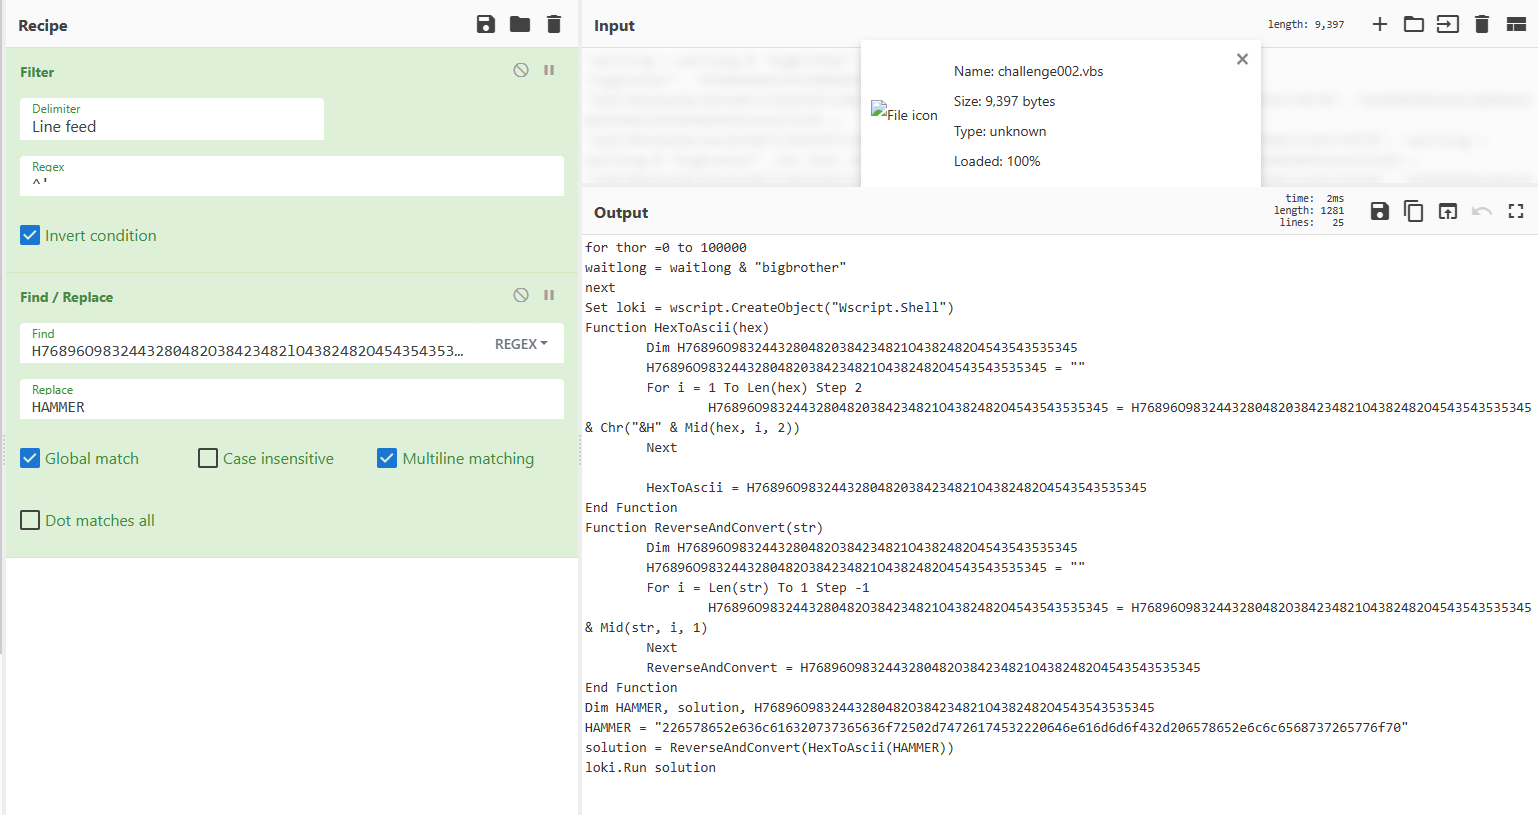 Recipe
Input
length: 9,397
Filter
Delimiter
Line feed
Regex
^'
Invert condition
Find / Replace
Find
H76896098324432804820384234821043824820454354353…
REGEX
Replace
HAMMER
Global match
Case insensitive
Multiline matching
Dot matches all
File icon
Name: challenge002.vbs
Size: 9,397 bytes
Type: unknown
Loaded: 100%
Output
time: 2ms
length: 1281
lines: 25
for thor =0 to 100000
waitlong = waitlong & "bigbrother"
next
Set loki = wscript.CreateObject("Wscript.Shell")
Function HexToAscii(hex)
Dim H768960983244328048203842348210438248204543543535345
H768960983244328048203842348210438248204543543535345 = ""
For i = 1 To Len(hex) Step 2
H768960983244328048203842348210438248204543543535345 = H768960983244328048203842348210438248204543543535345
& Chr("&H" & Mid(hex, i, 2))
Next
HexToAscii = H768960983244328048203842348210438248204543543535345
End Function
Function ReverseAndConvert(str)
Dim H768960983244328048203842348210438248204543543535345
H768960983244328048203842348210438248204543543535345 = ""
For i = Len(str) To 1 Step -1
H768960983244328048203842348210438248204543543535345 = H768960983244328048203842348210438248204543543535345
& Mid(str, i, 1)
Next
ReverseAndConvert = H768960983244328048203842348210438248204543543535345
End Function
Dim HAMMER, solution, H768960983244328048203842348210438248204543543535345
HAMMER = "226578652e636c616320737365636f72502d74726174532220646e616d6d6f432d206578652e6c6c6568737265776f70"
solution = ReverseAndConvert(HexToAscii(HAMMER))
loki.Run solution